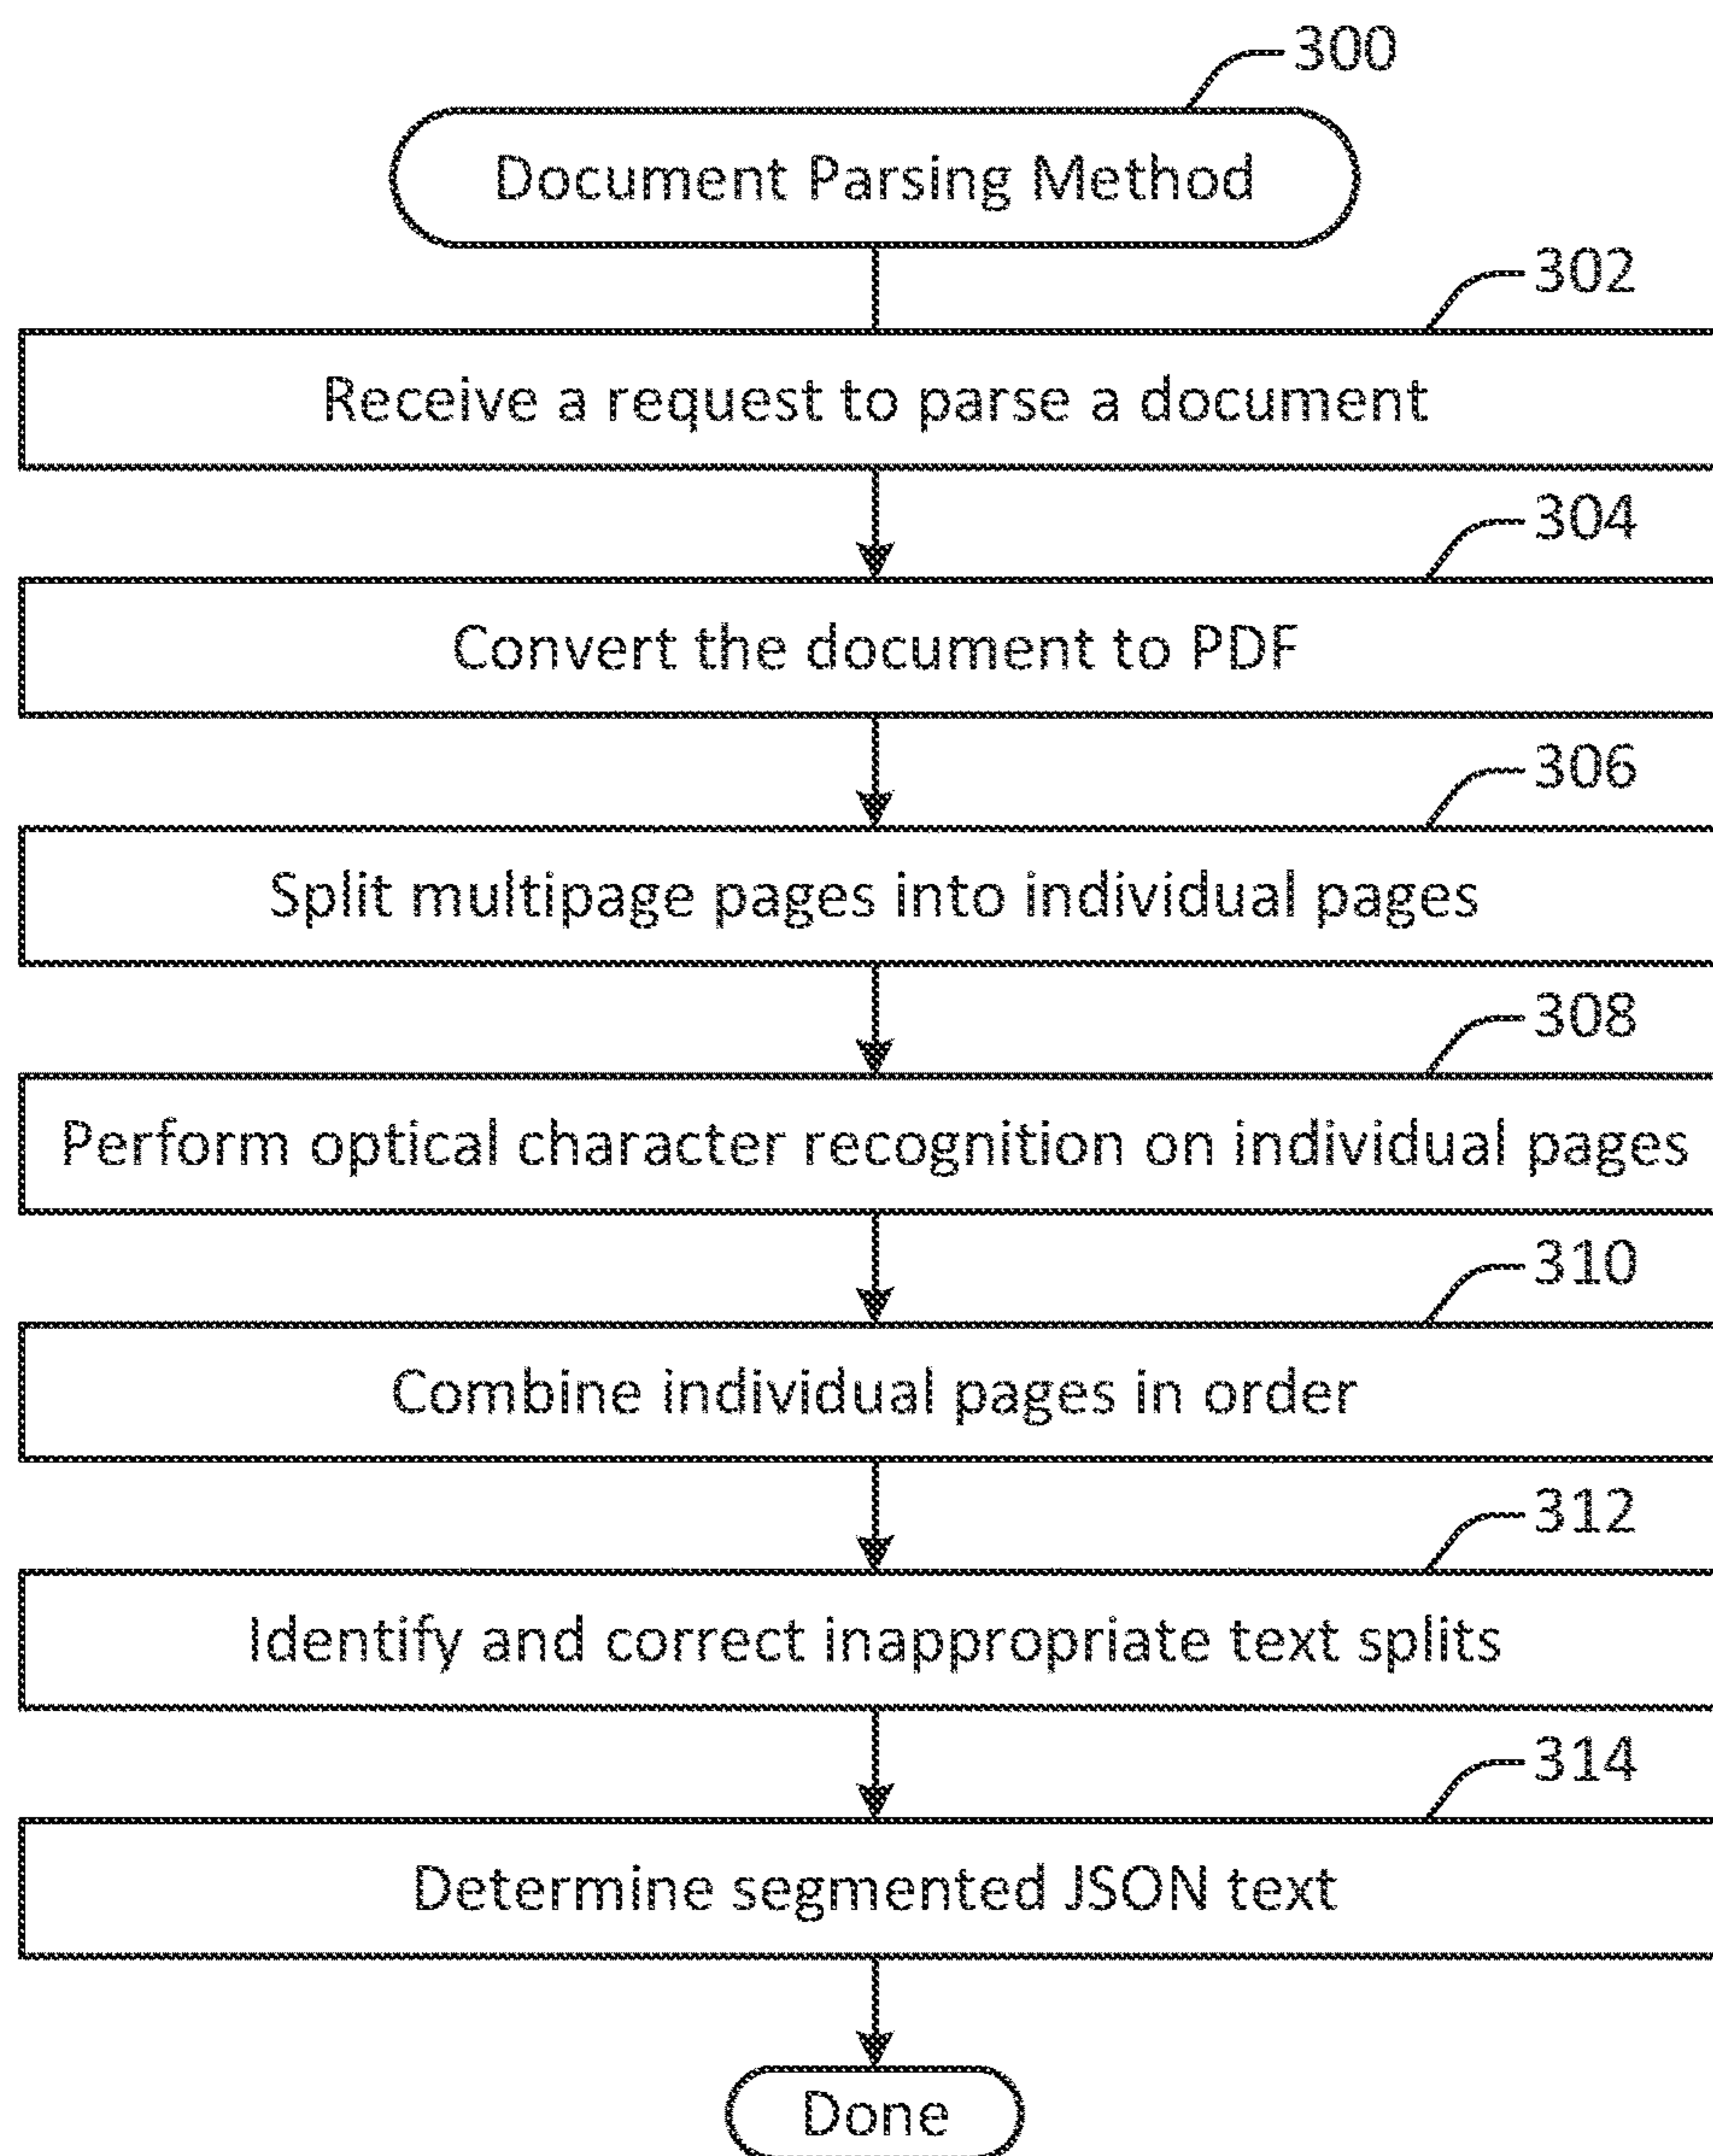 300
Document Parsing Method
302
Receive a request to parse a document
304
Convert the document to PDF
306
Split multipage pages into individual pages
308
Perform optical character recognition on individual pages
310
Combine individual pages in order
312
Identify and correct inappropriate text splits
314
Determine segmented JSON text
Done